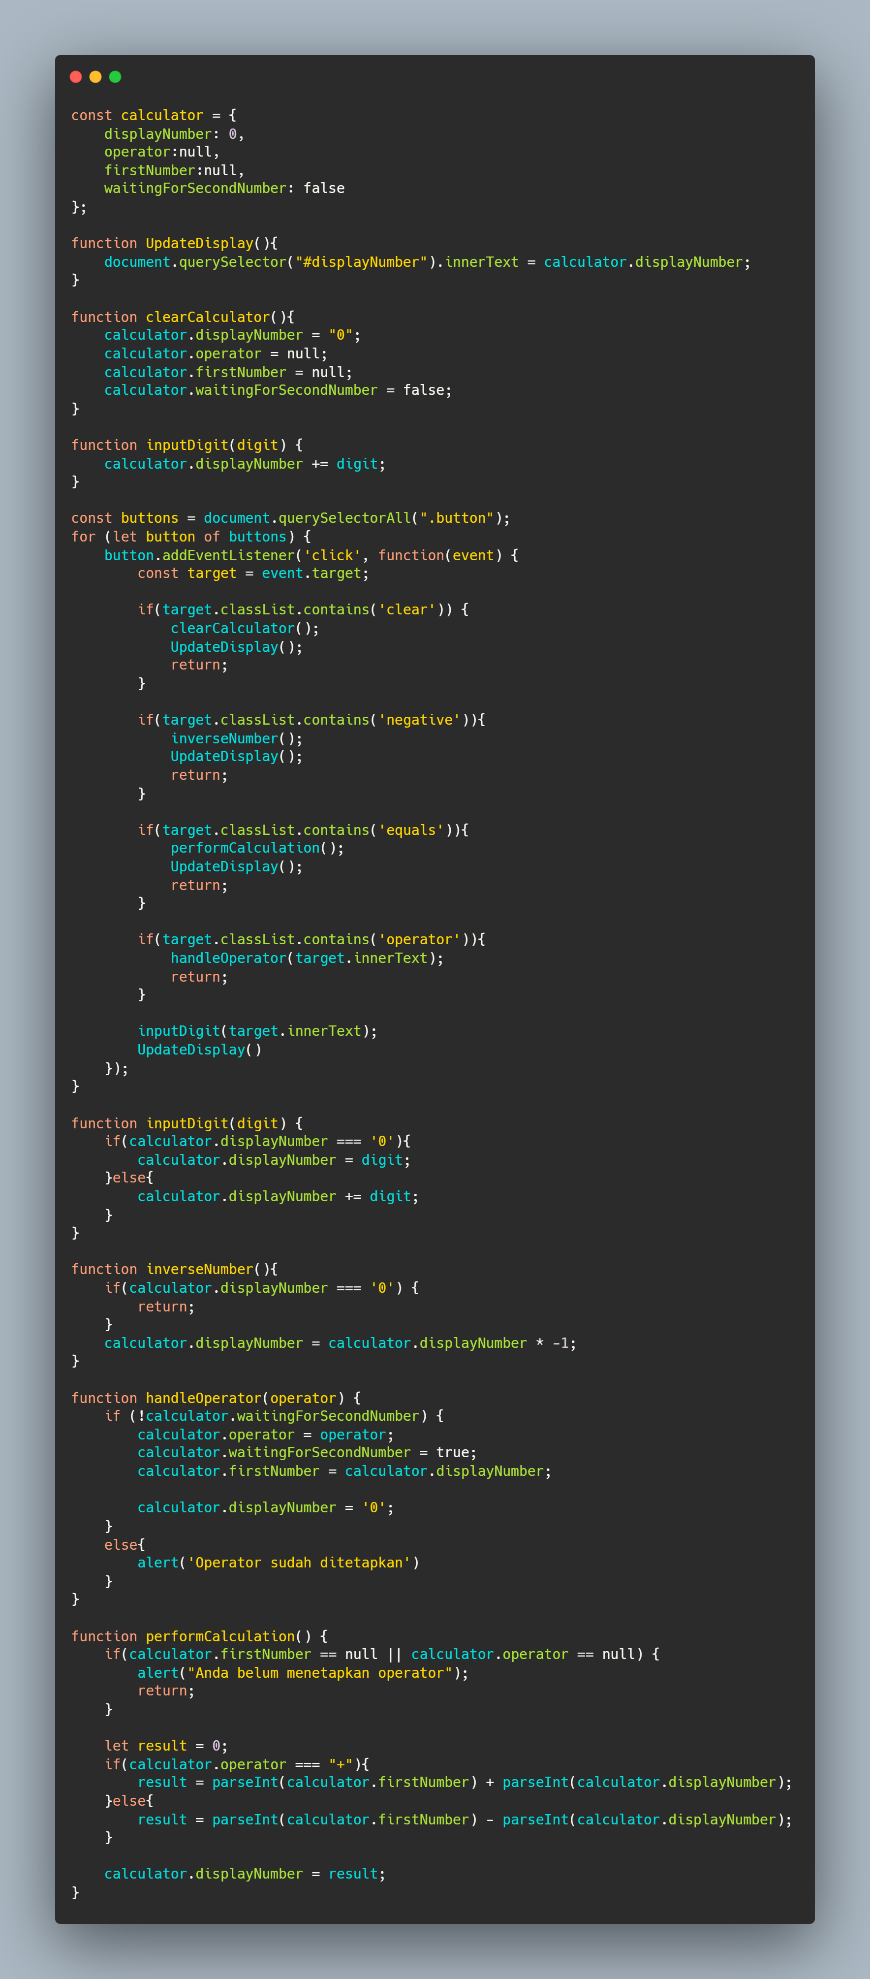 const calculator = {
    displayNumber: 0,
    operator:null,
    firstNumber:null,
    waitingForSecondNumber: false
};

function UpdateDisplay(){
    document.querySelector("#displayNumber").innerText = calculator.displayNumber;
}

function clearCalculator(){
    calculator.displayNumber = "0";
    calculator.operator = null;
    calculator.firstNumber = null;
    calculator.waitingForSecondNumber = false;
}

function inputDigit(digit) {
    calculator.displayNumber += digit;
}

const buttons = document.querySelectorAll(".button");
for (let button of buttons) {
    button.addEventListener('click', function(event) {
        const target = event.target;

        if(target.classList.contains('clear')) {
            clearCalculator();
            UpdateDisplay();
            return;
        }

        if(target.classList.contains('negative')){
            inverseNumber();
            UpdateDisplay();
            return;
        }

        if(target.classList.contains('equals')){
            performCalculation();
            UpdateDisplay();
            return;
        }

        if(target.classList.contains('operator')){
            handleOperator(target.innerText);
            return;
        }

        inputDigit(target.innerText);
        UpdateDisplay()
    });
}

function inputDigit(digit) {
    if(calculator.displayNumber === '0'){
        calculator.displayNumber = digit;
    }else{
        calculator.displayNumber += digit;
    }
}

function inverseNumber(){
    if(calculator.displayNumber === '0') {
        return;
    }
    calculator.displayNumber = calculator.displayNumber * -1;
}

function handleOperator(operator) {
    if (!calculator.waitingForSecondNumber) {
        calculator.operator = operator;
        calculator.waitingForSecondNumber = true;
        calculator.firstNumber = calculator.displayNumber;

        calculator.displayNumber = '0';
    }
    else{
        alert('Operator sudah ditetapkan')
    }
}

function performCalculation() {
    if(calculator.firstNumber == null || calculator.operator == null) {
        alert("Anda belum menetapkan operator");
        return;
    }

    let result = 0;
    if(calculator.operator === "+"){
        result = parseInt(calculator.firstNumber) + parseInt(calculator.displayNumber);
    }else{
        result = parseInt(calculator.firstNumber) - parseInt(calculator.displayNumber);
    }

    calculator.displayNumber = result;
}